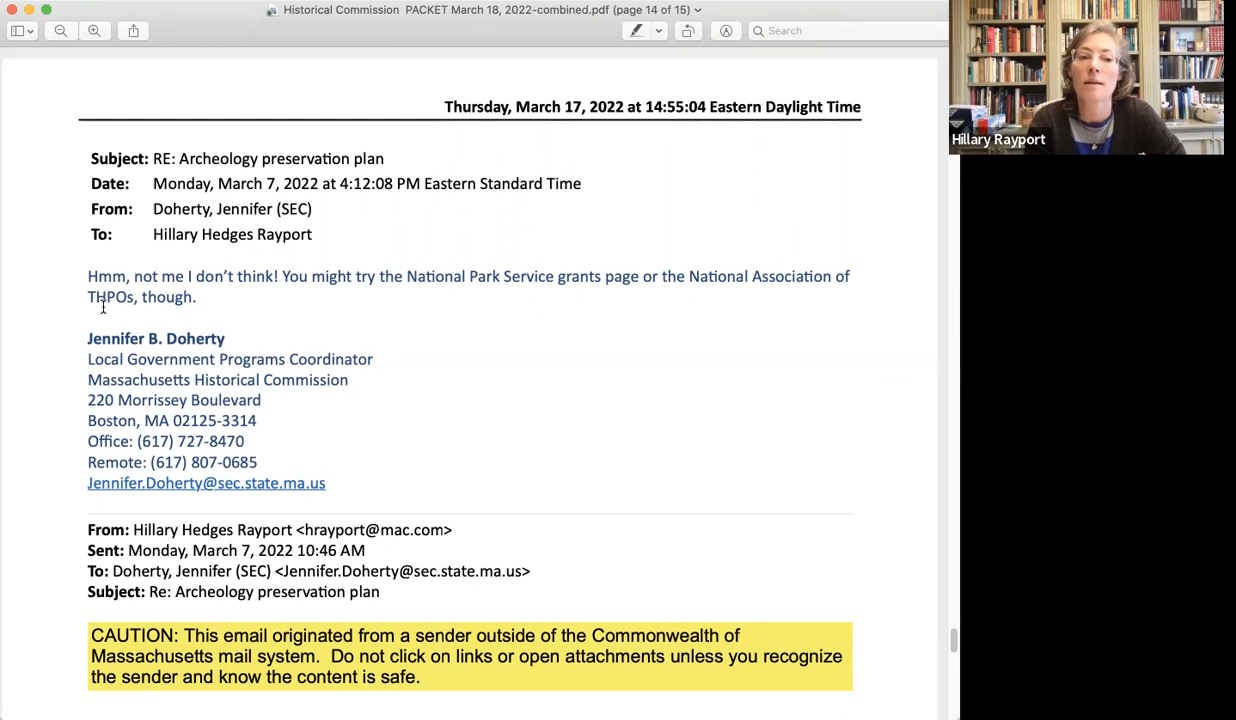 Historical Commission PACKET March 18, 2022-combined.pdf (page 14 of 15)
Search
Hillary Rayport
Thursday, March 17, 2022 at 14:55:04 Eastern Daylight Time
Subject: RE: Archeology preservation plan
Date: Monday, March 7, 2022 at 4:12:08 PM Eastern Standard Time
From: Doherty, Jennifer (SEC)
To: Hillary Hedges Rayport
Hmm, not me I don't think! You might try the National Park Service grants page or the National Association of
THPOs, though.
Jennifer B. Doherty
Local Government Programs Coordinator
Massachusetts Historical Commission
220 Morrissey Boulevard
Boston, MA 02125-3314
Office: (617) 727-8470
Remote: (617) 807-0685
Jennifer.Doherty@sec.state.ma.us
From: Hillary Hedges Rayport <hrayport@mac.com>
Sent: Monday, March 7, 2022 10:46 AM
To: Doherty, Jennifer (SEC) <Jennifer.Doherty@sec.state.ma.us>
Subject: Re: Archeology preservation plan
CAUTION: This email originated from a sender outside of the Commonwealth of
Massachusetts mail system. Do not click on links or open attachments unless you recognize
the sender and know the content is safe.